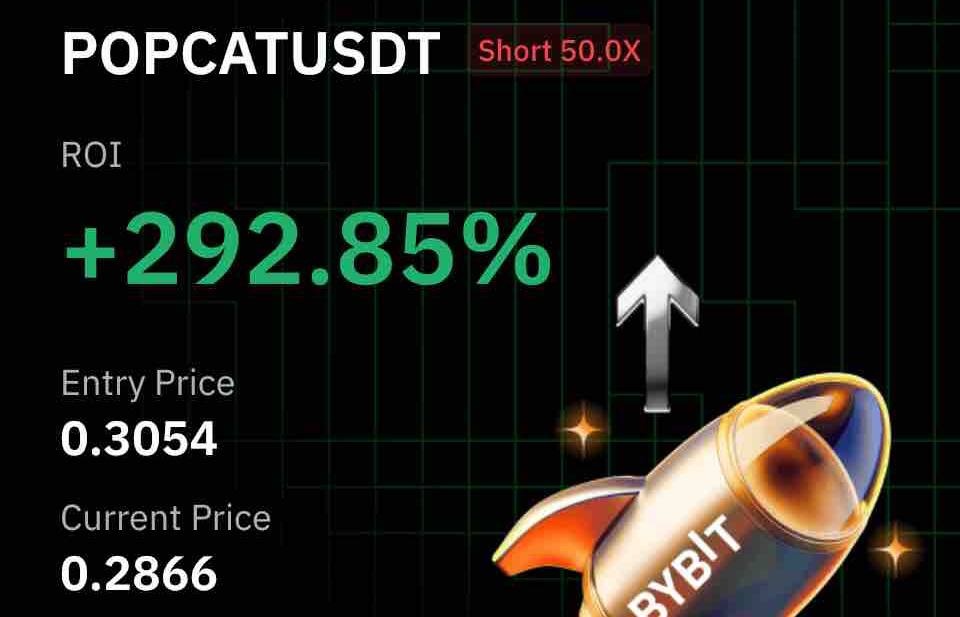 POPCATUSDT Short 50.0X
ROI
+292.85%
Entry Price
0.3054
Current Price
0.2866
BYBIT